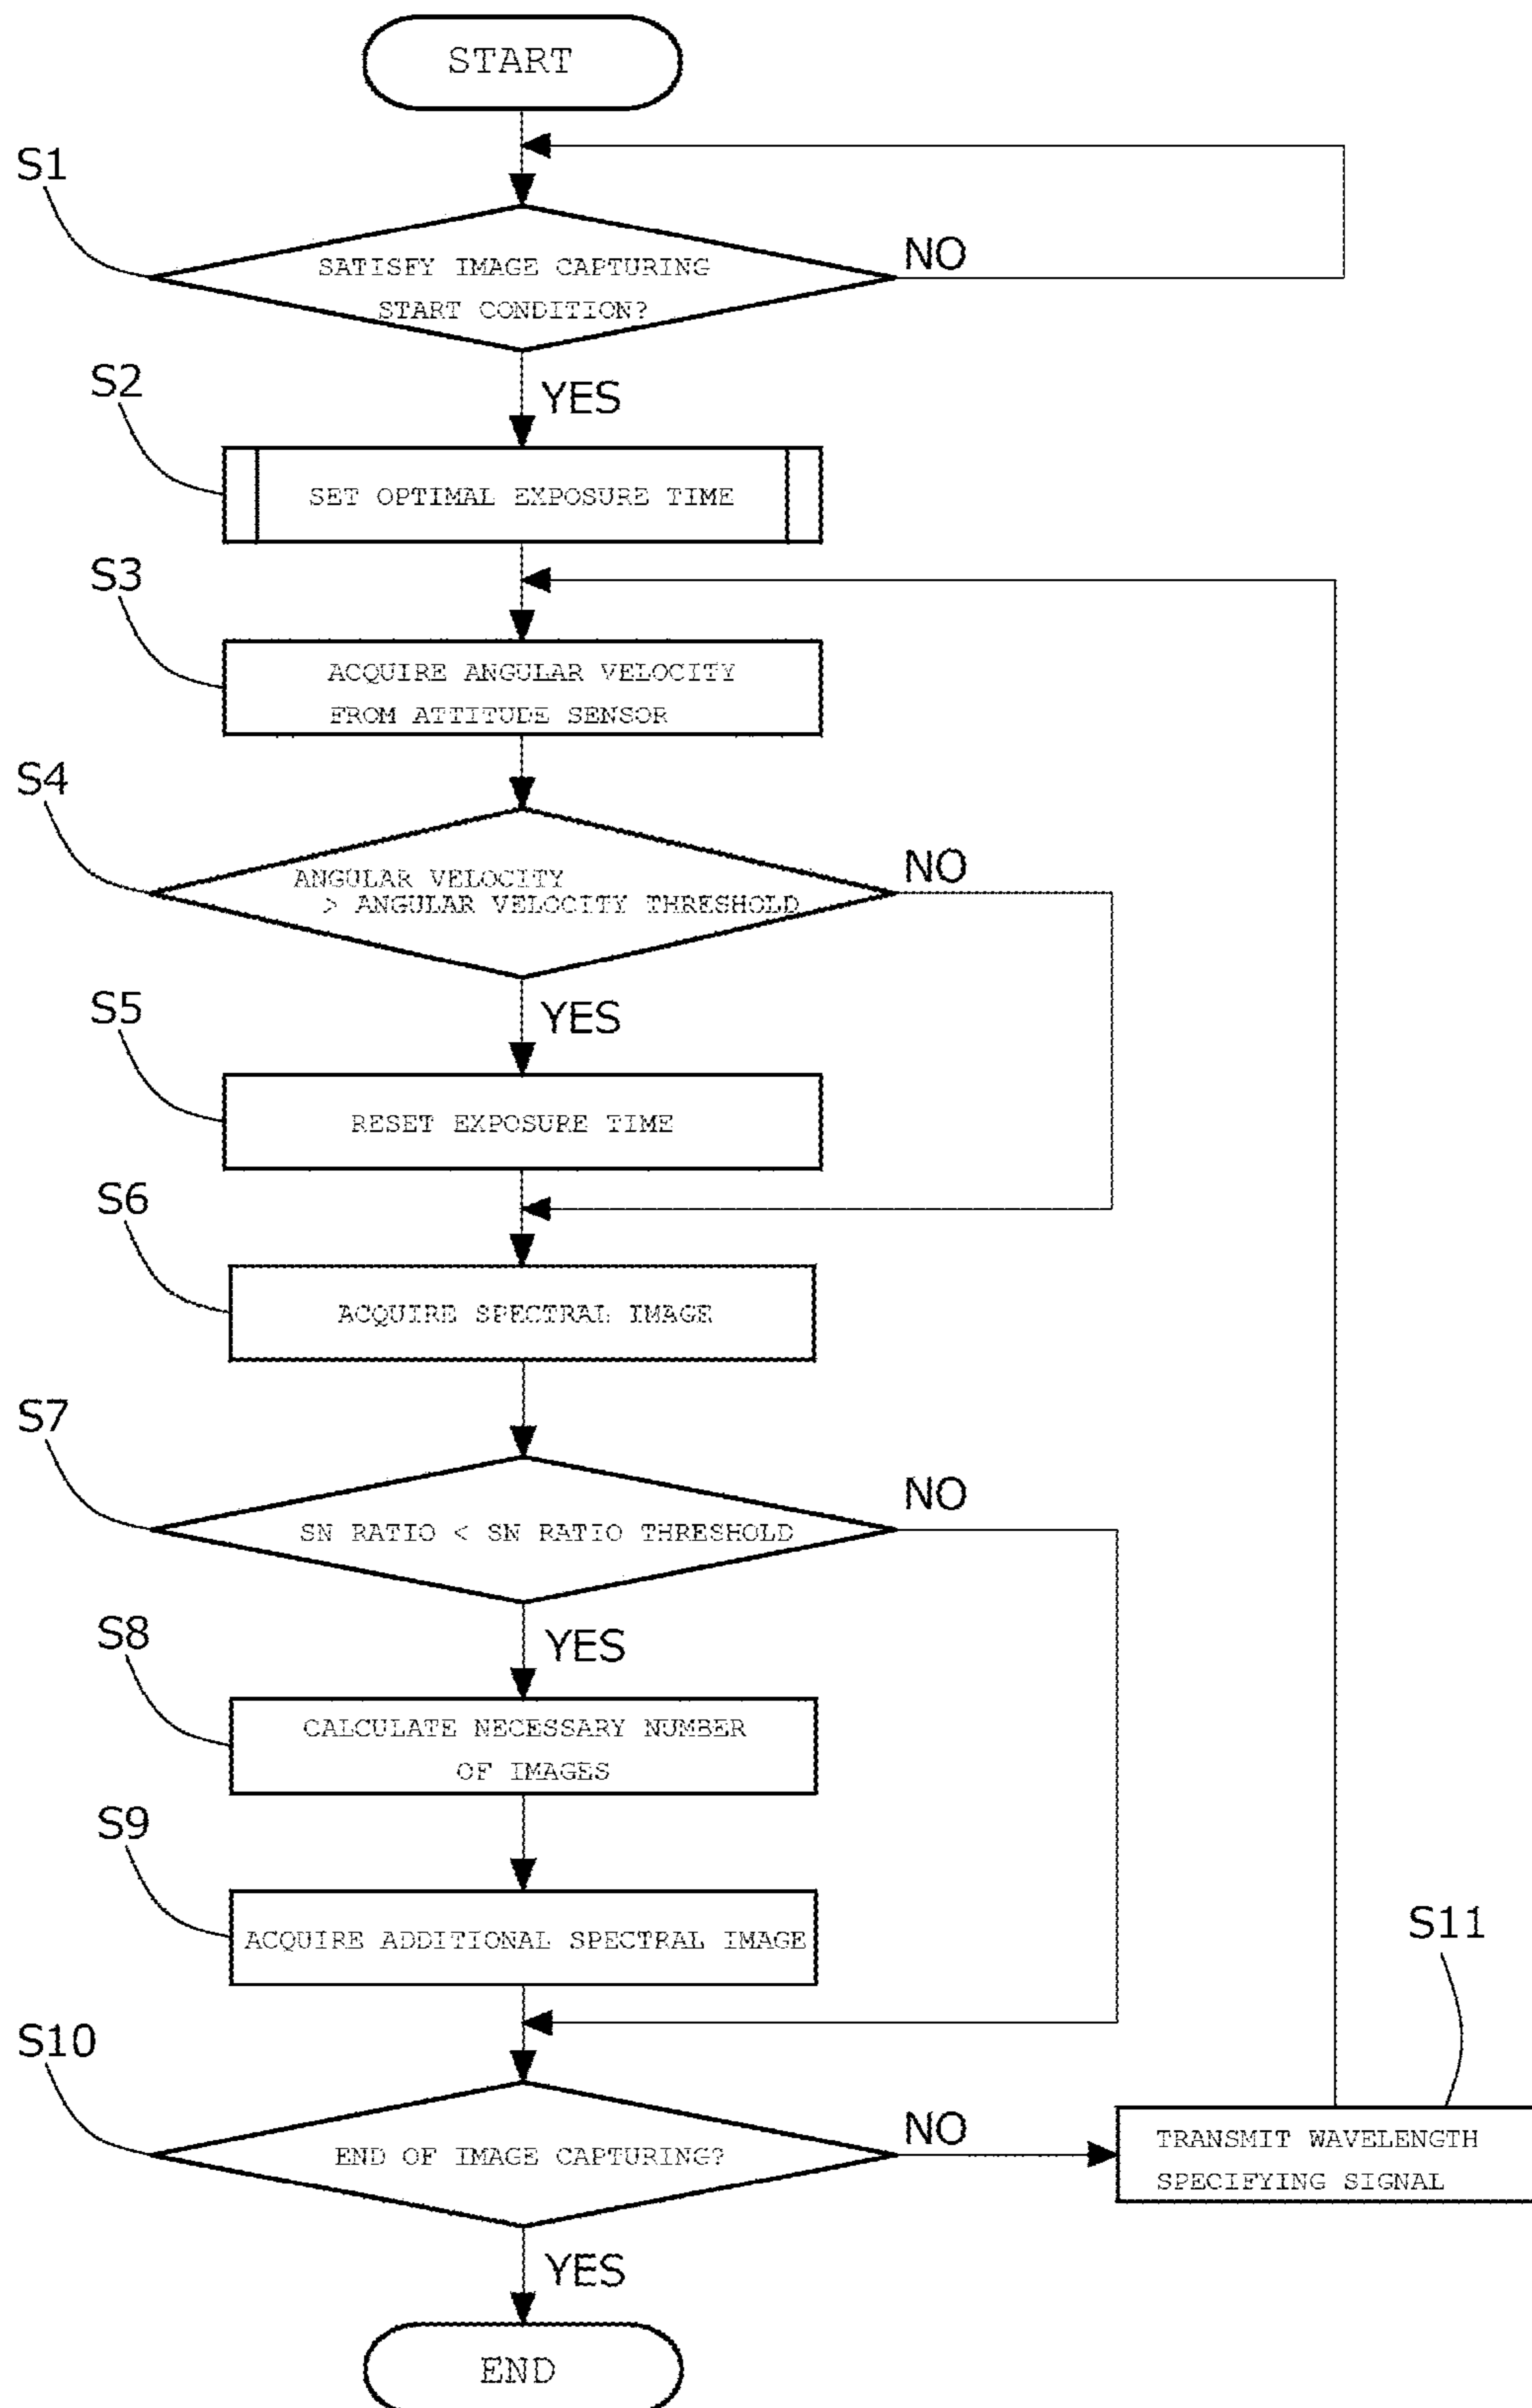 START
S1
SATISFY IMAGE CAPTURING
START CONDITION?
NO
YES
S2
SET OPTIMAL EXPOSURE TIME
S3
ACQUIRE ANGULAR VELOCITY
FROM ATTITUDE SENSOR
S4
ANGULAR VELOCITY
> ANGULAR VELOCITY THRESHOLD
NO
YES
S5
RESET EXPOSURE TIME
S6
ACQUIRE SPECTRAL IMAGE
S7
SN RATIO < SN RATIO THRESHOLD
NO
YES
S8
CALCULATE NECESSARY NUMBER
OF IMAGES
S9
ACQUIRE ADDITIONAL SPECTRAL IMAGE
S10
END OF IMAGE CAPTURING?
NO
S11
TRANSMIT WAVELENGTH
SPECIFYING SIGNAL
YES
END